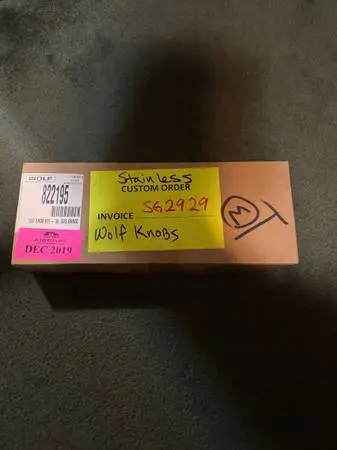 WOLF
822195
DEC 2019
Stainless
CUSTOM ORDER
INVOICE SG2929
Wolf Knobs